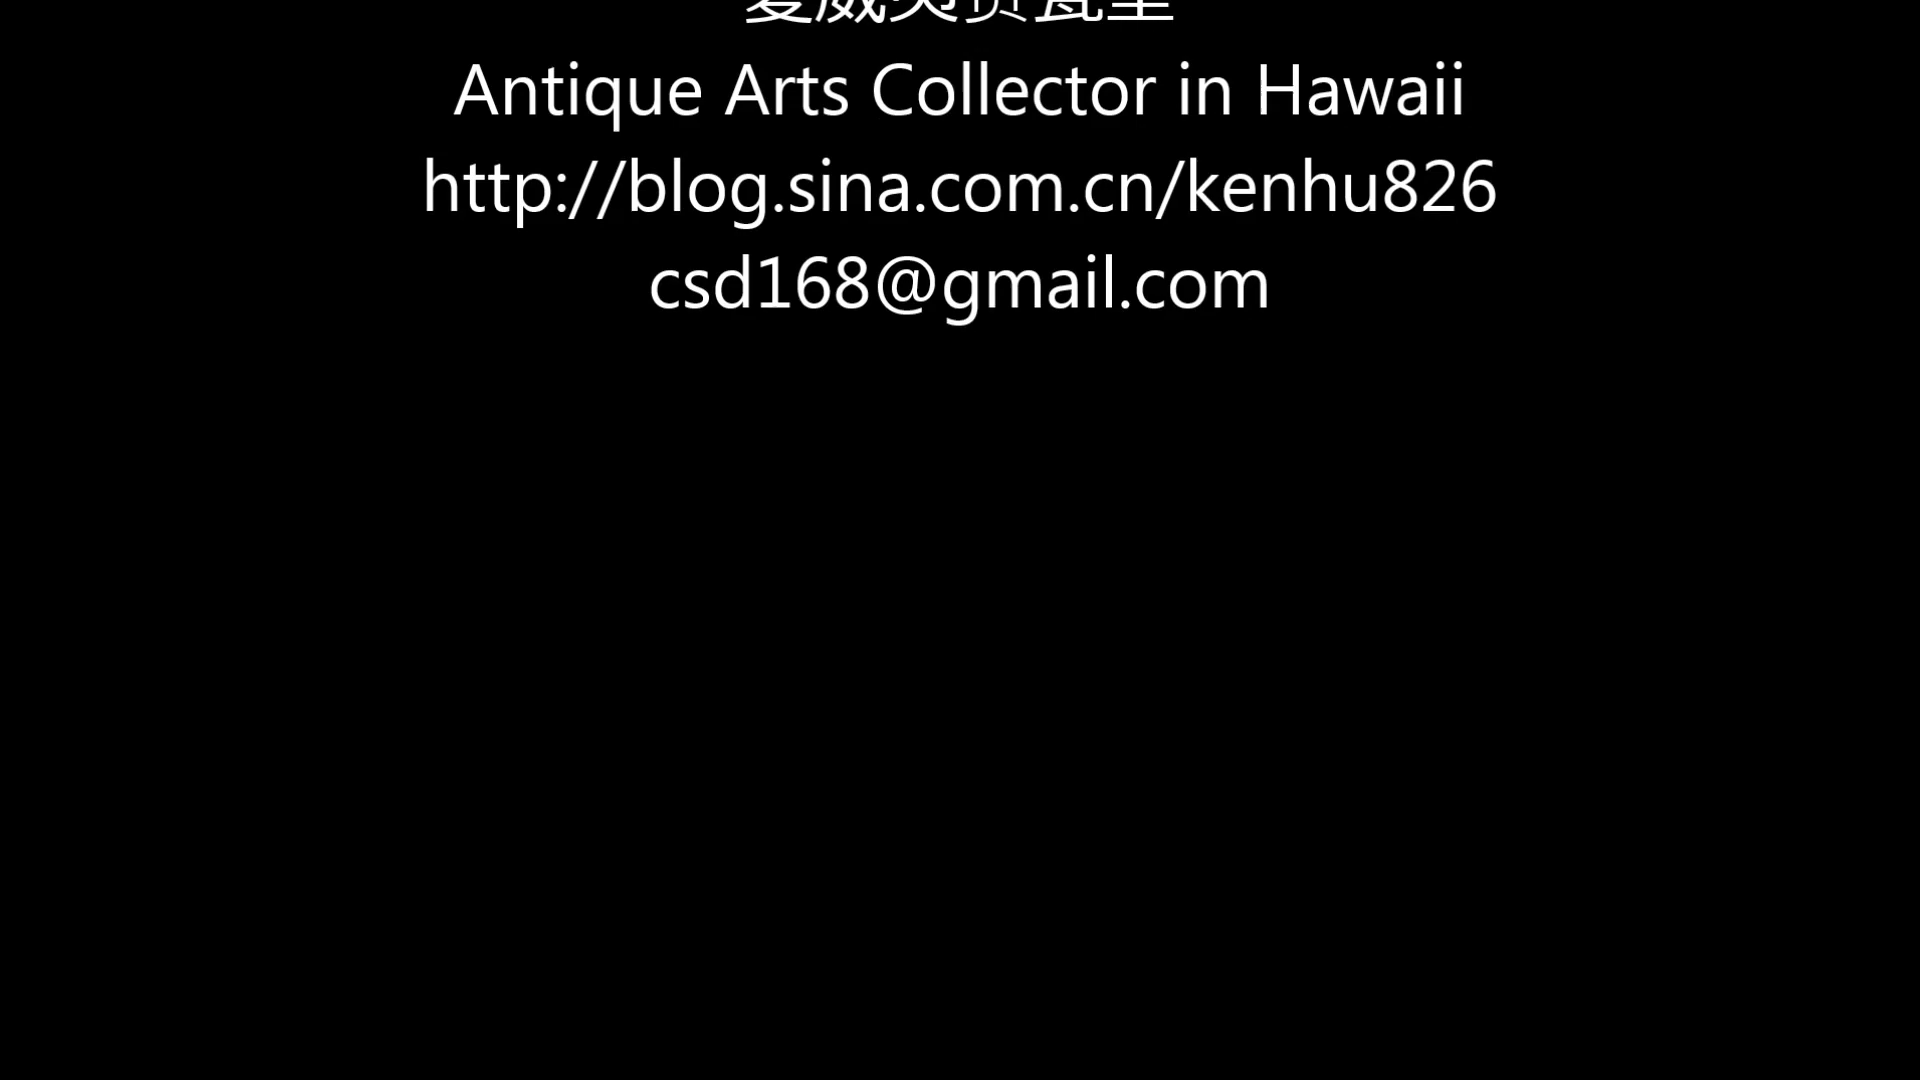 Antique Arts Collector in Hawaii
http://blog.sina.com.cn/kenhu826
csd168@gmail.com